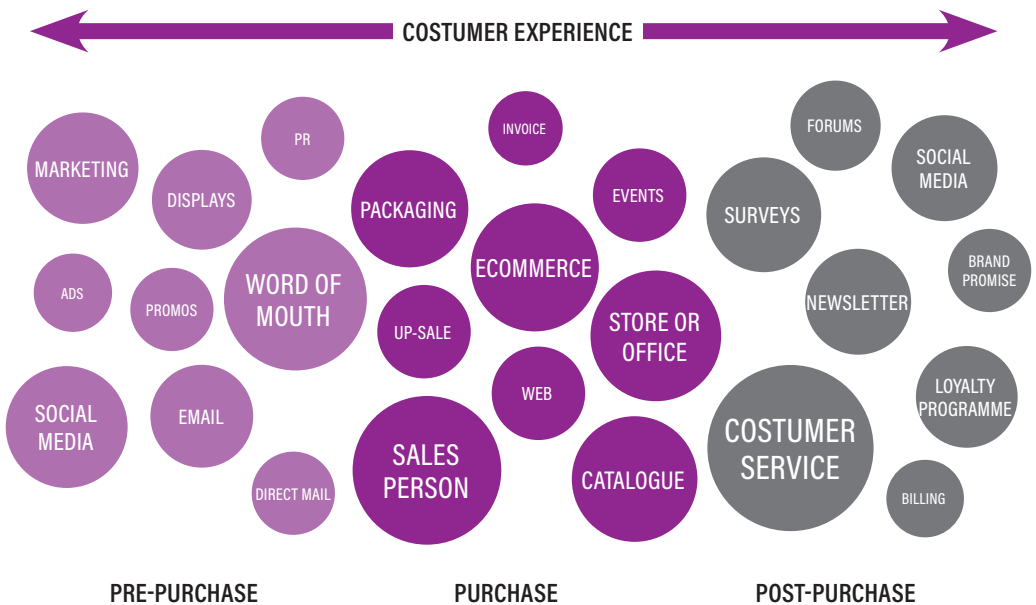 COSTUMER EXPERIENCE
MARKETING
DISPLAYS
PR
ADS
PROMOS
WORD OF
MOUTH
SOCIAL
MEDIA
EMAIL
DIRECT MAIL
PACKAGING
INVOICE
EVENTS
ECOMMERCE
UP-SALE
STORE OR
OFFICE
WEB
SALES
PERSON
CATALOGUE
FORUMS
SOCIAL
MEDIA
SURVEYS
BRAND
PROMISE
NEWSLETTER
LOYALTY
PROGRAMME
COSTUMER
SERVICE
BILLING
PRE-PURCHASE
PURCHASE
POST-PURCHASE